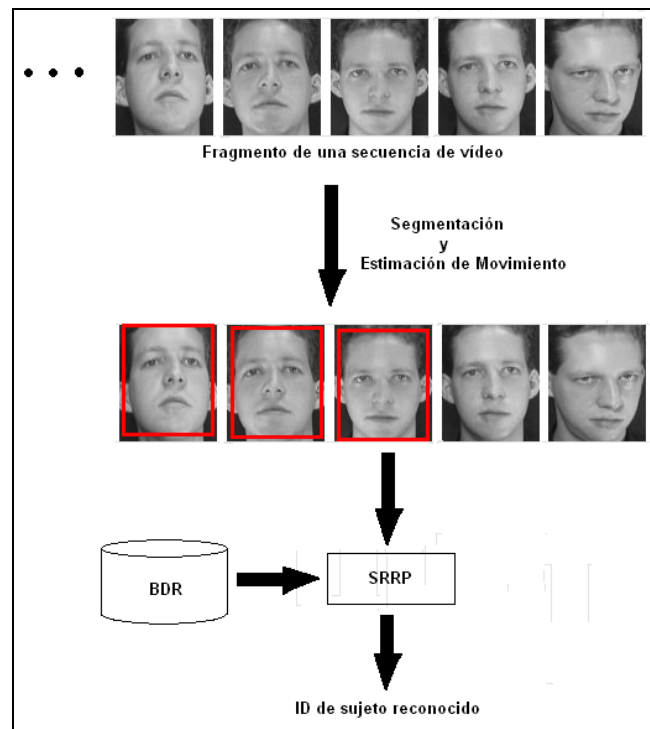 Fragmento de una secuencia de vídeo
Segmentación
y
Estimación de Movimiento
BDR
SRRP
ID de sujeto reconocido